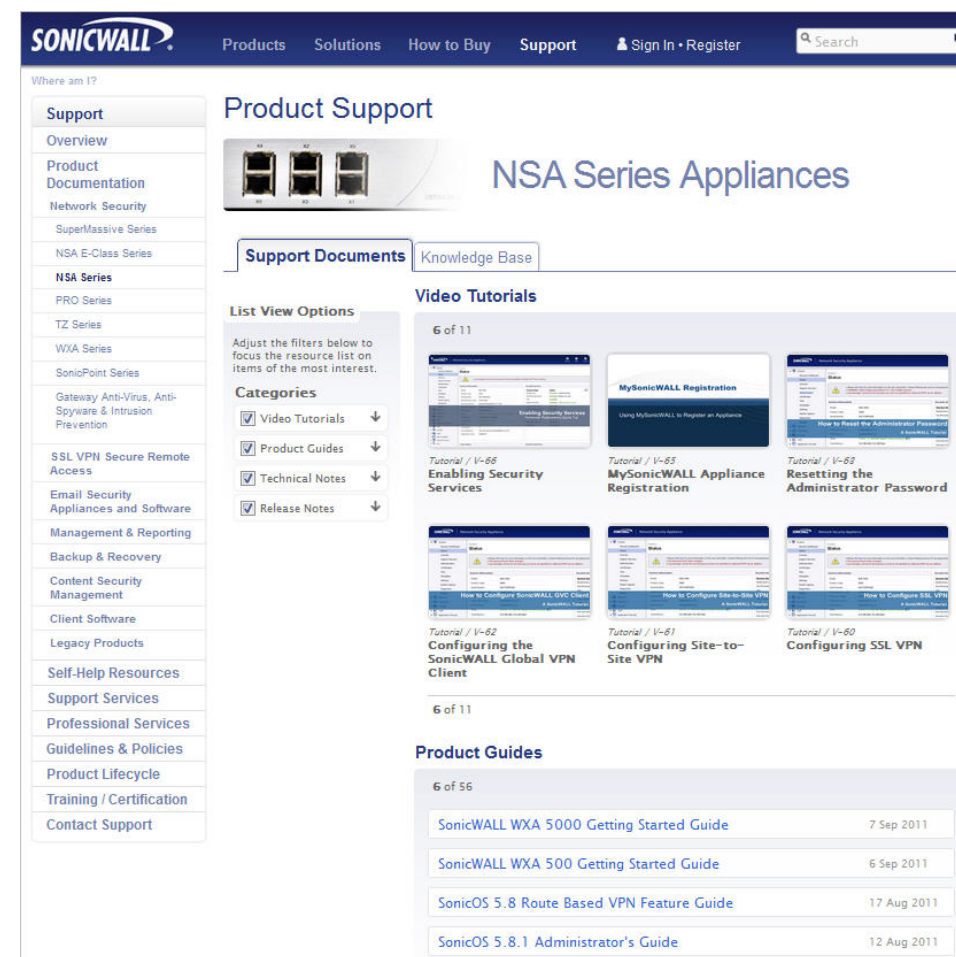 SONICWALL
Products Solutions How to Buy Support Sign In • Register Search
Where am I?
Support
Overview
Product
Documentation
Network Security
SuperMassive Series
NSA E-Class Series
NSA Series
PRO Series
TZ Series
WXA Series
SonicPoint Series
Gateway Anti-Virus, Anti-
Spyware & Intrusion
Prevention
SSL VPN Secure Remote
Access
Email Security
Appliances and Software
Management & Reporting
Backup & Recovery
Content Security
Management
Client Software
Legacy Products
Self-Help Resources
Support Services
Professional Services
Guidelines & Policies
Product Lifecycle
Training / Certification
Contact Support
Product Support
NSA Series Appliances
Support Documents Knowledge Base
List View Options
Adjust the filters below to
focus the resource list on
items of the most interest.
Categories
Video Tutorials
Product Guides
Technical Notes
Release Notes
Video Tutorials
6 of 11
Enabling Security Services
MySonicWALL Registration
Using MySonicWALL to Register an Appliance
How to Reset the Administrator Password
A SonicWALL Tutorial
Tutorial / V-66
Enabling Security
Services
Tutorial / V-65
MySonicWALL Appliance
Registration
Tutorial / V-63
Resetting the
Administrator Password
How to Configure SonicWALL GVC Client
A SonicWALL Tutorial
How to Configure Site-to-Site VPN
A SonicWALL Tutorial
How to Configure SSL VPN
A SonicWALL Tutorial
Tutorial / V-62
Configuring the
SonicWALL Global VPN
Client
Tutorial / V-61
Configuring Site-to-
Site VPN
Tutorial / V-60
Configuring SSL VPN
6 of 11
Product Guides
6 of 56
SonicWALL WXA 5000 Getting Started Guide 7 Sep 2011
SonicWALL WXA 500 Getting Started Guide 6 Sep 2011
SonicOS 5.8 Route Based VPN Feature Guide 17 Aug 2011
SonicOS 5.8.1 Administrator's Guide 12 Aug 2011